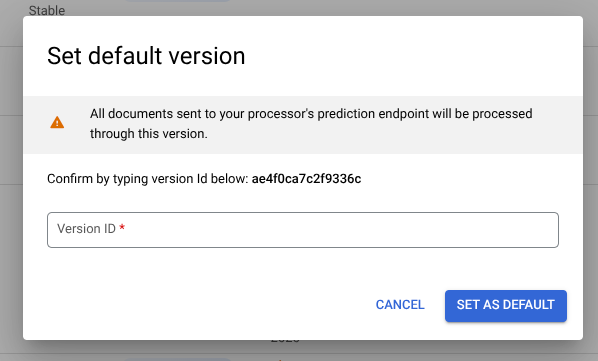 Stable
Set default version
All documents sent to your processor's prediction endpoint will be processed
through this version.
Confirm by typing version Id below: ae4f0ca7c2f9336c
Version ID *
CANCEL
SET AS DEFAULT